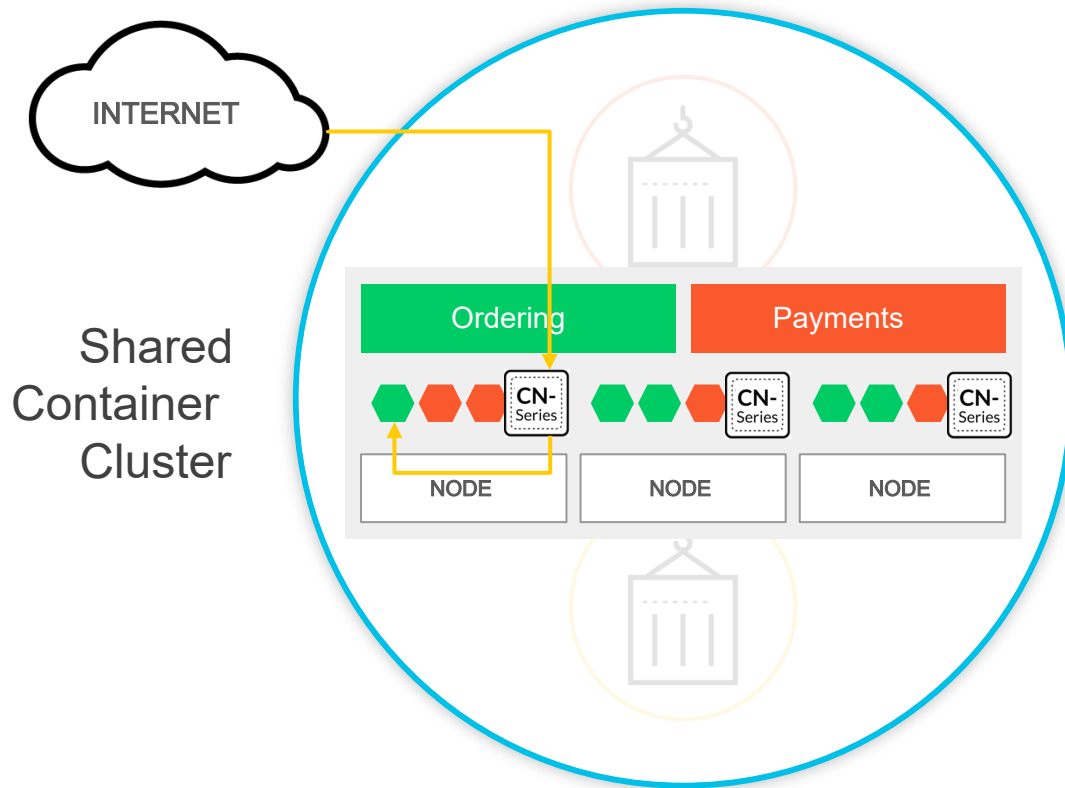 INTERNET
Shared
Container
Cluster
Ordering
Payments
CN-
Series
CN-
Series
CN-
Series
NODE
NODE
NODE